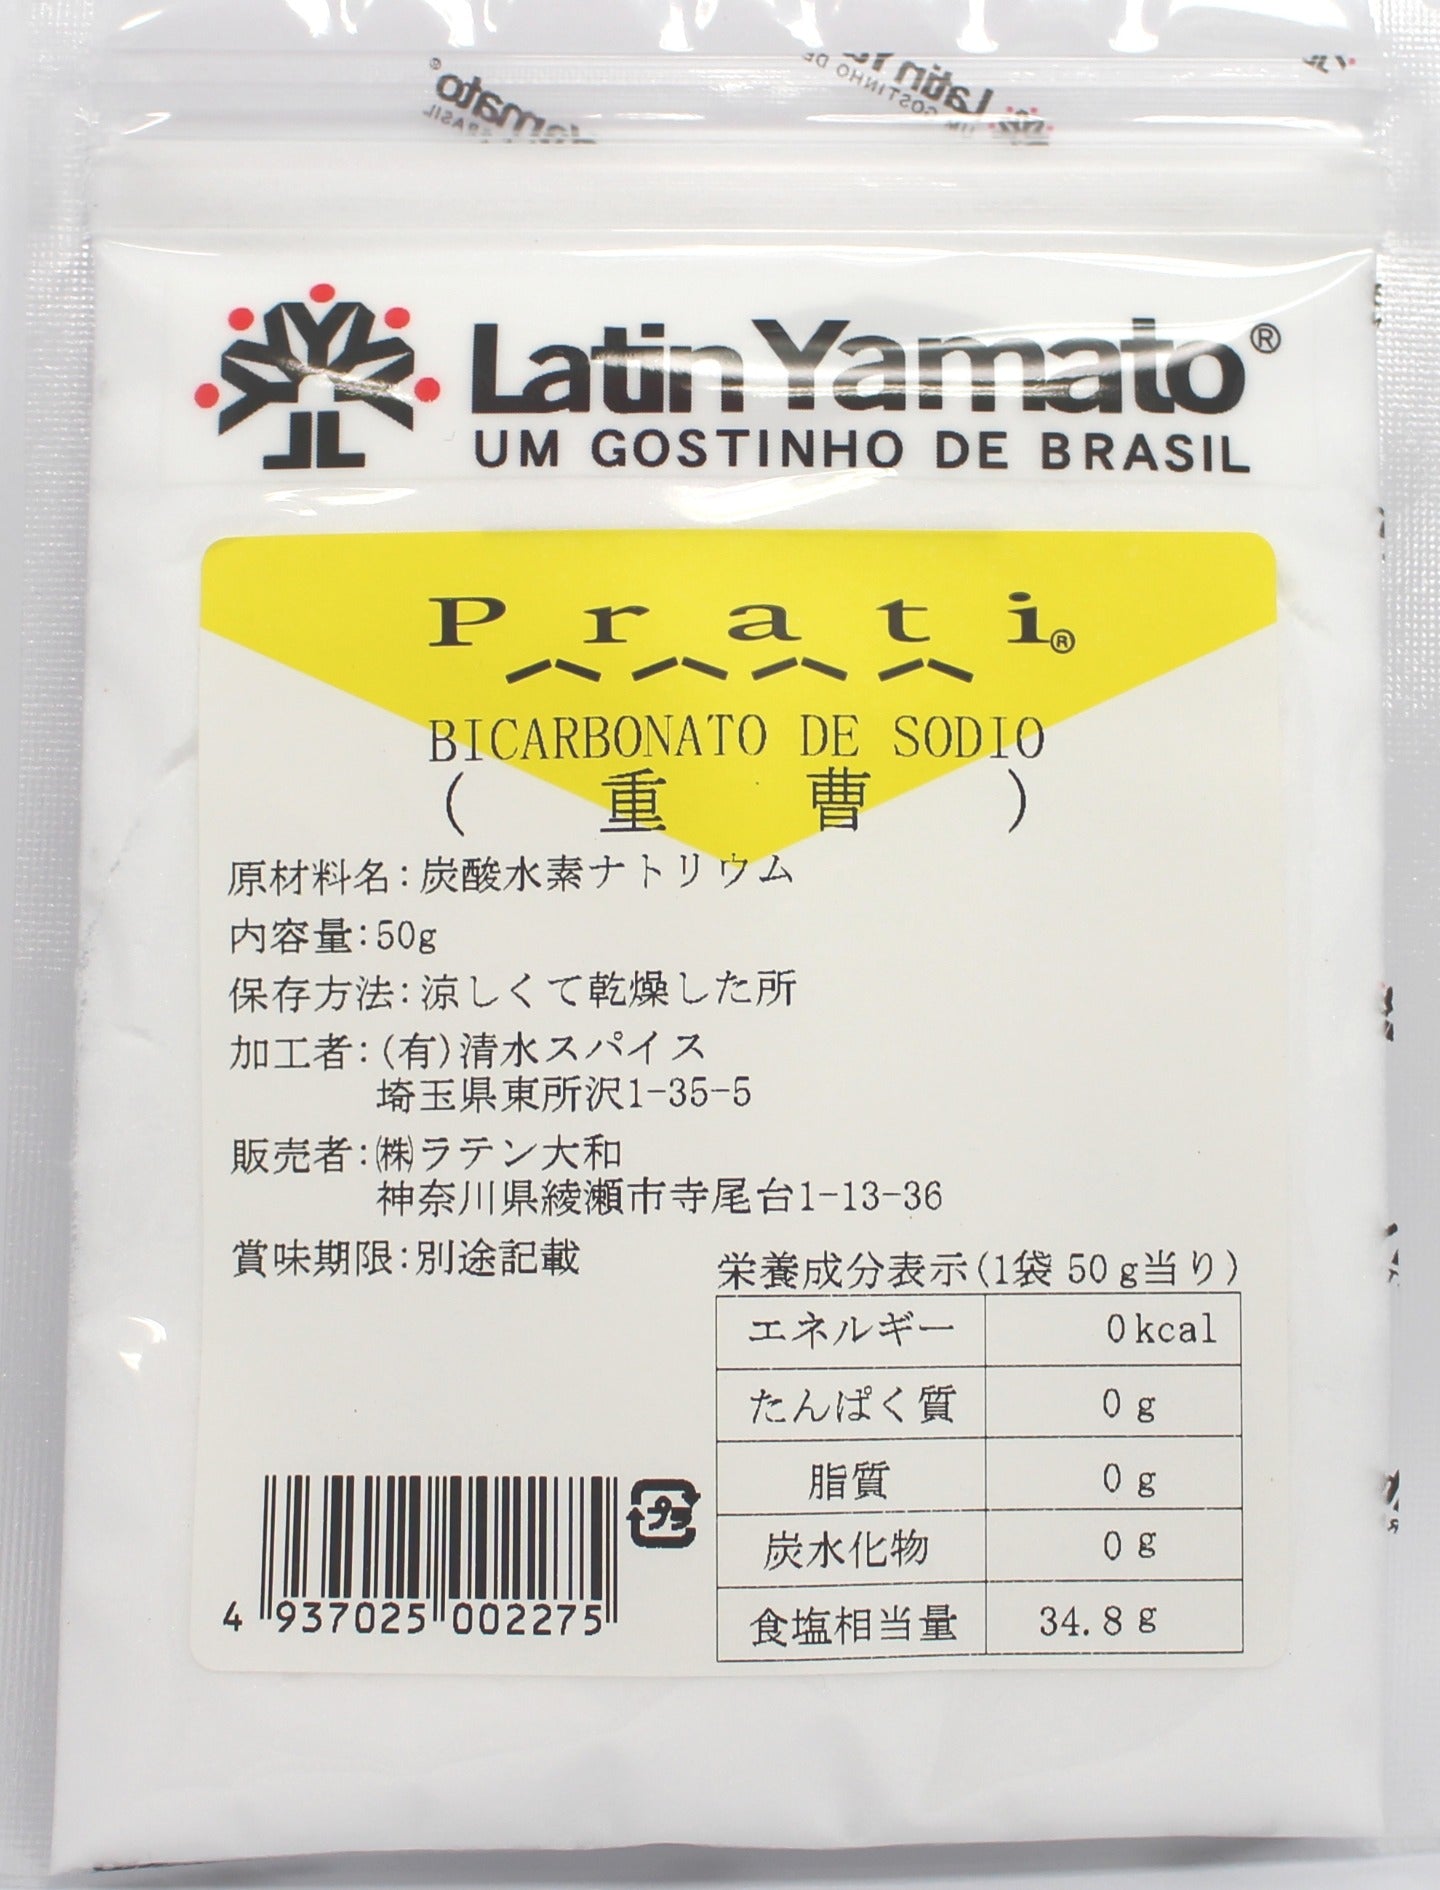 Latin Yamato®
UM GOSTINHO DE BRASIL
Prati®
BICARBONATO DE SODIO
(重曹)
原材料名:炭酸水素ナトリウム
内容量:50g
保存方法:涼しくて乾燥した所
加工者:(有)清水スパイス
埼玉県東所沢1-35-5
販売者:㈱ラテン大和
神奈川県綾瀬市寺尾台1-13-36
賞味期限:別途記載
栄養成分表示(1袋 50g当り)
エネルギー 0kcal
たんぱく質 0g
脂質 0g
炭水化物 0g
食塩相当量 34.8g
プラ
4 937025 002275